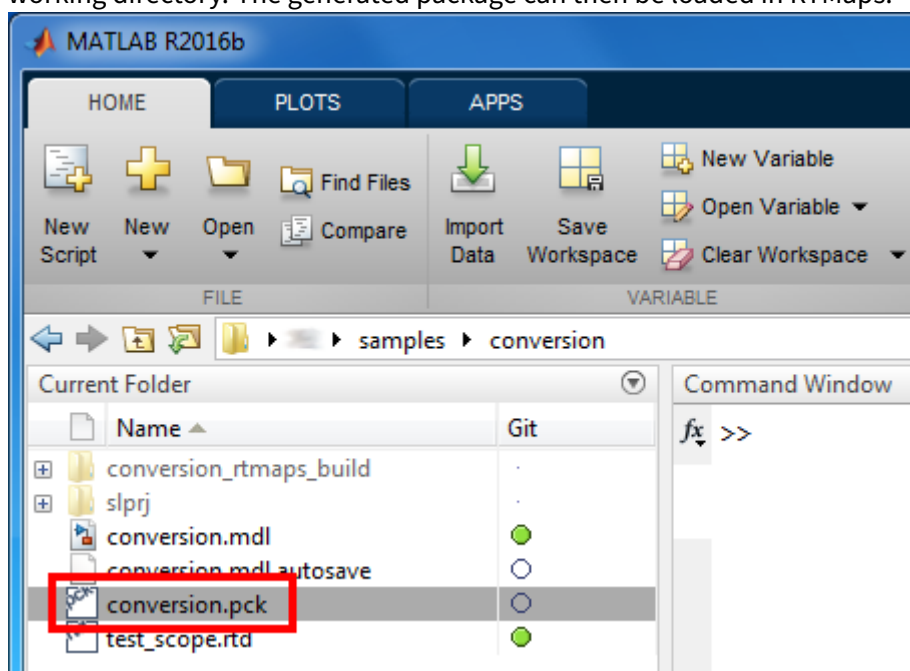 working directory. The generated package can then be loaded in RTMaps.
MATLAB R2016b
HOME PLOTS APPS
New Script
New
Open
Find Files
Compare
Import Data
Save Workspace
New Variable
Open Variable
Clear Workspace
FILE VARIABLE
samples conversion
Current Folder
Command Window
Name Git
fx >>
conversion_rtmaps_build
slprj
conversion.mdl
conversion.mdl.autosave
conversion.pck
test_scope.rtd